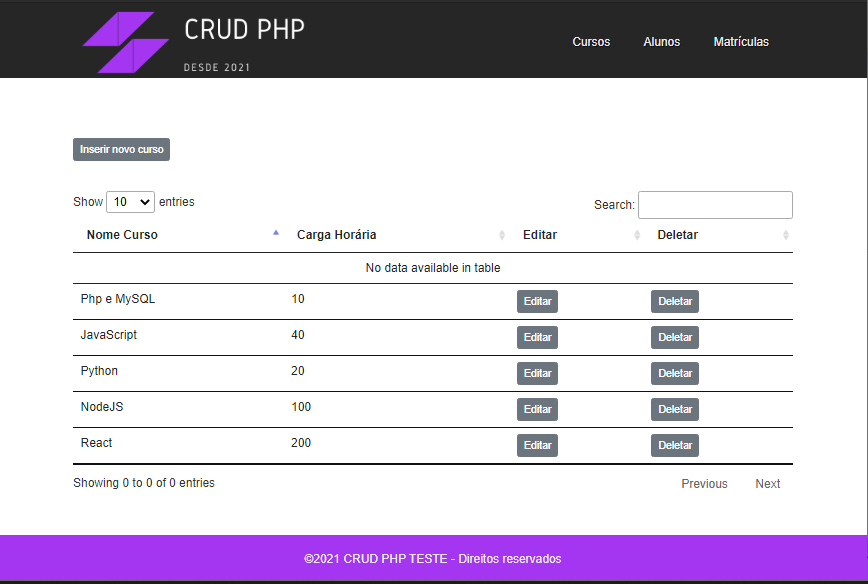 CRUD PHP
DESDE 2021
Cursos Alunos Matrículas
Inserir novo curso
Show 10 entries Search:
Nome Curso Carga Horária Editar Deletar
No data available in table
Php e MySQL 10 Editar Deletar
JavaScript 40 Editar Deletar
Python 20 Editar Deletar
NodeJS 100 Editar Deletar
React 200 Editar Deletar
Showing 0 to 0 of 0 entries Previous Next
©2021 CRUD PHP TESTE - Direitos reservados